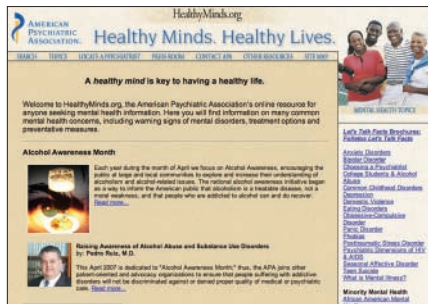 HealthyMinds.org
AMERICAN
PSYCHIATRIC
ASSOCIATION.
Healthy Minds. Healthy Lives.
SEARCH TOPICS LOCATE A PSYCHIATRIST PRESS ROOM CONTACT APA OTHER RESOURCES SITE MAP
A healthy mind is key to having a healthy life.
Welcome to HealthyMinds.org, the American Psychiatric Association's online resource for
anyone seeking mental health information. Here you will find information on many common
mental health concerns, including warning signs of mental disorders, treatment options and
preventative measures.
Alcohol Awareness Month
Each year during the month of April we focus on Alcohol Awareness, encouraging the
public at large and local communities to explore and increase their understanding of
alcoholism and alcohol-related issues. The national alcohol awareness initiative began
as a way to inform the American public that alcoholism is a treatable disease, not a
moral weakness, and that people who are addicted to alcohol can and do recover.
Read more...
Raising Awareness of Alcohol Abuse and Substance Use Disorders
by: Pedro Ruiz, M.D.
This April 2007 is dedicated to "Alcohol Awareness Month;" thus, the APA joins other
patient-oriented and advocacy organizations to ensure that people suffering with addictive
disorders will not be discriminated against or denied proper quality of medical or psychiatric
care. Read more...
MENTAL HEALTH TOPICS
Let's Talk Facts Brochures:
Folletos Let's Talk Facts
Anxiety Disorders
Bipolar Disorder
Choosing a Psychiatrist
College Students & Alcohol
Abuse
Common Childhood Disorders
Depression
Domestic Violence
Eating Disorders
Obsessive-Compulsive
Disorder
Panic Disorder
Phobias
Posttraumatic Stress Disorder
Psychiatric Dimensions of HIV
& AIDS
Seasonal Affective Disorder
Teen Suicide
What is Mental Illness?
Minority Mental Health
African American Mental